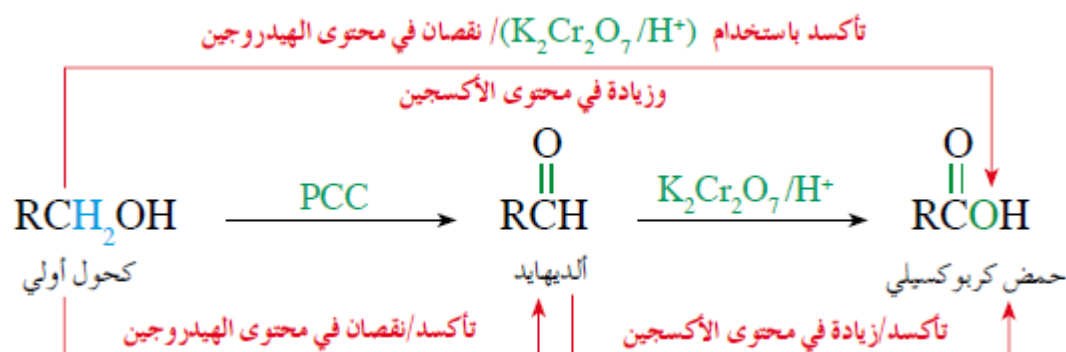 تأكسد باستخدام (K₂Cr₂O₇/H⁺)/ نقصان في محتوى الهيدروجين
وزيادة في محتوى الأكسجين
O O
RCH₂OH PCC RCH K₂Cr₂O₇/H⁺ RCOH
كحول أولي ألديهايد حمض كربوكسيلي
تأكسد/نقصان في محتوى الهيدروجين تأكسد/زيادة في محتوى الأكسجين